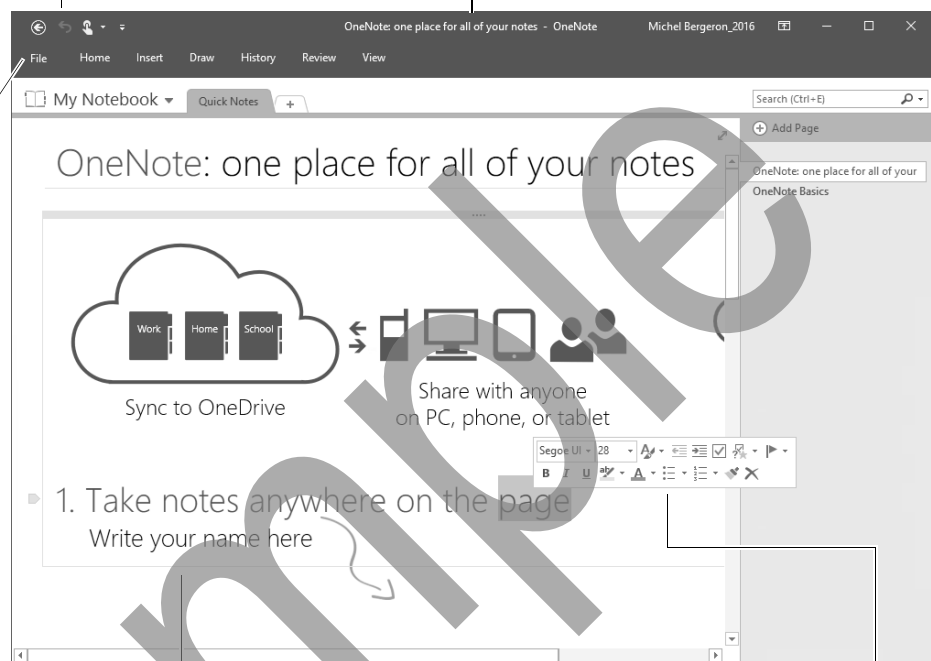 OneNote: one place for all of your notes - OneNote
Michel Bergeron_2016
File Home Insert Draw History Review View
My Notebook
Quick Notes
+
Search (Ctrl+E)
Add Page
OneNote: one place for all of your notes
OneNote: one place for all of your
OneNote Basics
Work Home School
Sync to OneDrive
Share with anyone
on PC, phone, or tablet
Segoe UI 28
B I U aby A
1. Take notes anywhere on the page
Write your name here
mple